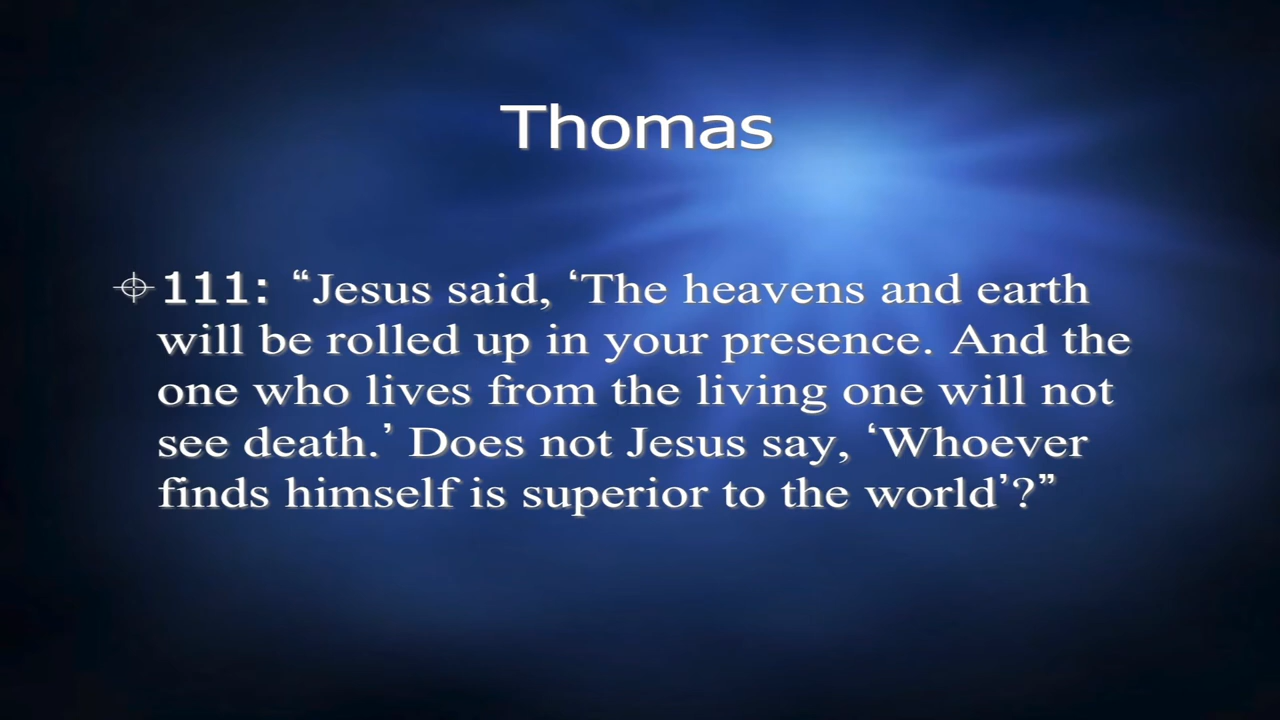 Thomas
⌖111: “Jesus said, ‘The heavens and earth
will be rolled up in your presence. And the
one who lives from the living one will not
see death.’ Does not Jesus say, ‘Whoever
finds himself is superior to the world’?”